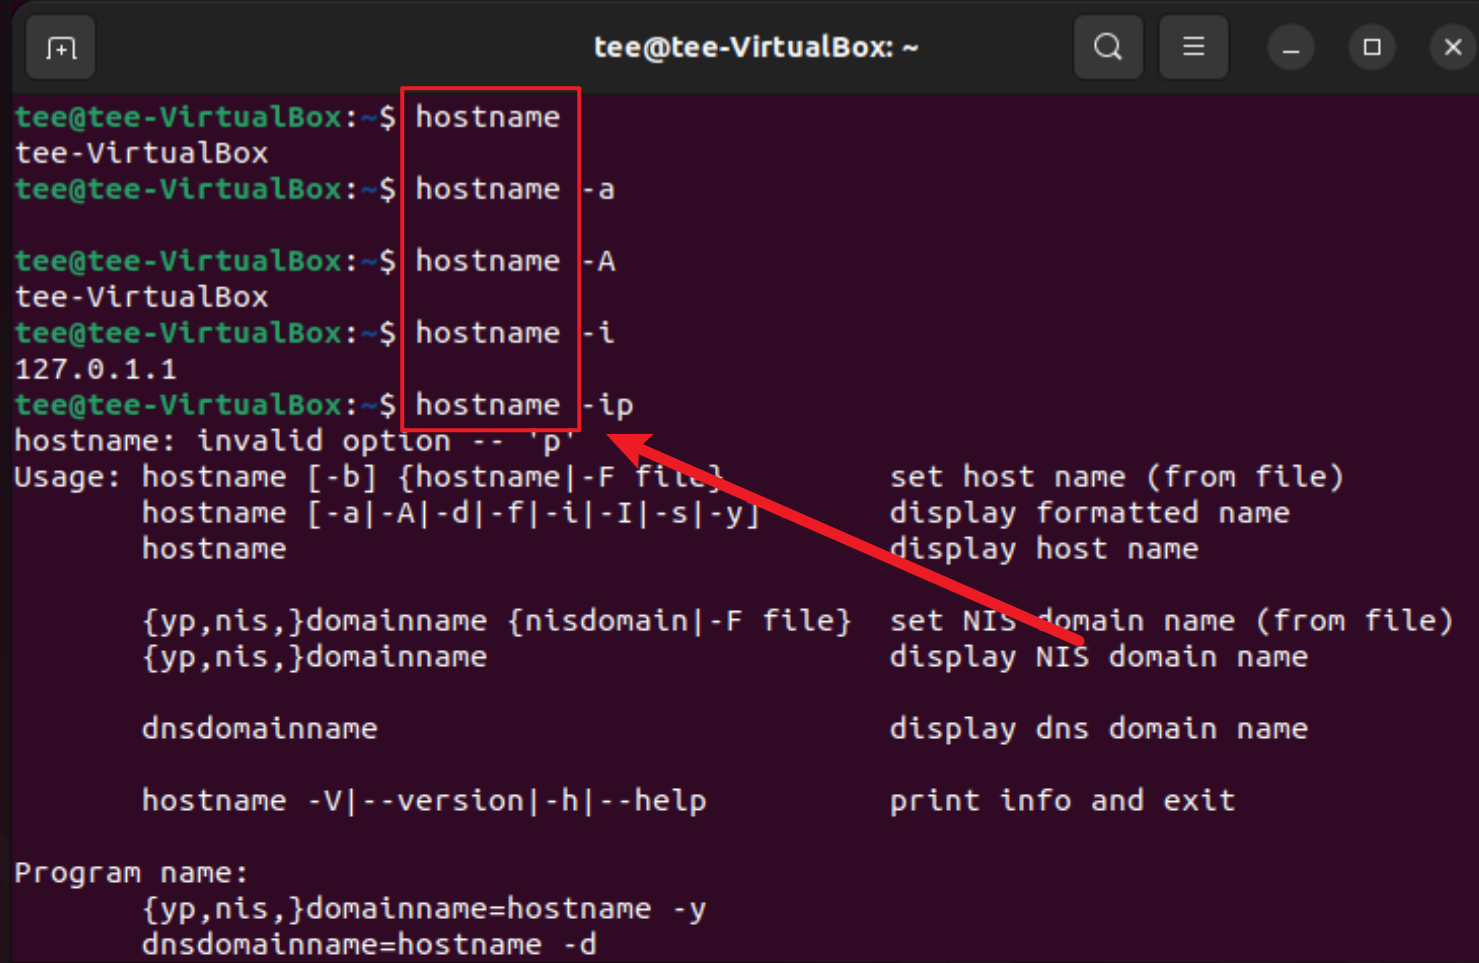 tee@tee-VirtualBox: ~
tee@tee-VirtualBox:~$ hostname
tee-VirtualBox
tee@tee-VirtualBox:~$ hostname -a
tee@tee-VirtualBox:~$ hostname -A
tee-VirtualBox
tee@tee-VirtualBox:~$ hostname -i
127.0.1.1
tee@tee-VirtualBox:~$ hostname -ip
hostname: invalid option -- 'p'
Usage: hostname [-b] {hostname|-F file} set host name (from file)
hostname [-a|-A|-d|-f|-i|-I|-s|-y] display formatted name
hostname display host name
{yp,nis,}domainname {nisdomain|-F file} set NIS domain name (from file)
{yp,nis,}domainname display NIS domain name
dnsdomainname display dns domain name
hostname -V|--version|-h|--help print info and exit
Program name:
{yp,nis,}domainname=hostname -y
dnsdomainname=hostname -d